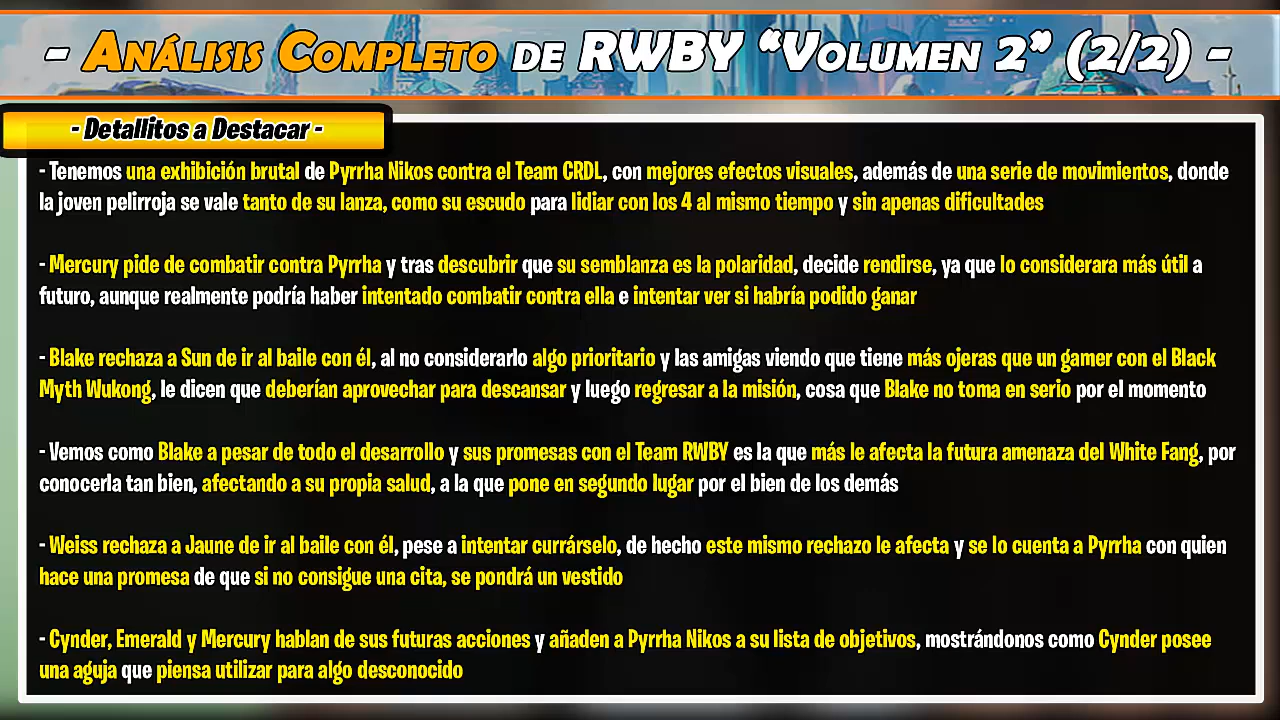 - Análisis Completo de RWBY “Volumen 2” (2/2) -
- Detallitos a Destacar -
- Tenemos una exhibición brutal de Pyrrha Nikos contra el Team CRDL, con mejores efectos visuales, además de una serie de movimientos, donde
la joven pelirroja se vale tanto de su lanza, como su escudo para lidiar con los 4 al mismo tiempo y sin apenas dificultades
- Mercury pide de combatir contra Pyrrha y tras descubrir que su semblanza es la polaridad, decide rendirse, ya que lo considerara más útil a
futuro, aunque realmente podría haber intentado combatir contra ella e intentar ver si habría podido ganar
- Blake rechaza a Sun de ir al baile con él, al no considerarlo algo prioritario y las amigas viendo que tiene más ojeras que un gamer con el Black
Myth Wukong, le dicen que deberían aprovechar para descansar y luego regresar a la misión, cosa que Blake no toma en serio por el momento
- Vemos como Blake a pesar de todo el desarrollo y sus promesas con el Team RWBY es la que más le afecta la futura amenaza del White Fang, por
conocerla tan bien, afectando a su propia salud, a la que pone en segundo lugar por el bien de los demás
- Weiss rechaza a Jaune de ir al baile con él, pese a intentar currárselo, de hecho este mismo rechazo le afecta y se lo cuenta a Pyrrha con quien
hace una promesa de que si no consigue una cita, se pondrá un vestido
- Cynder, Emerald y Mercury hablan de sus futuras acciones y añaden a Pyrrha Nikos a su lista de objetivos, mostrándonos como Cynder posee
una aguja que piensa utilizar para algo desconocido